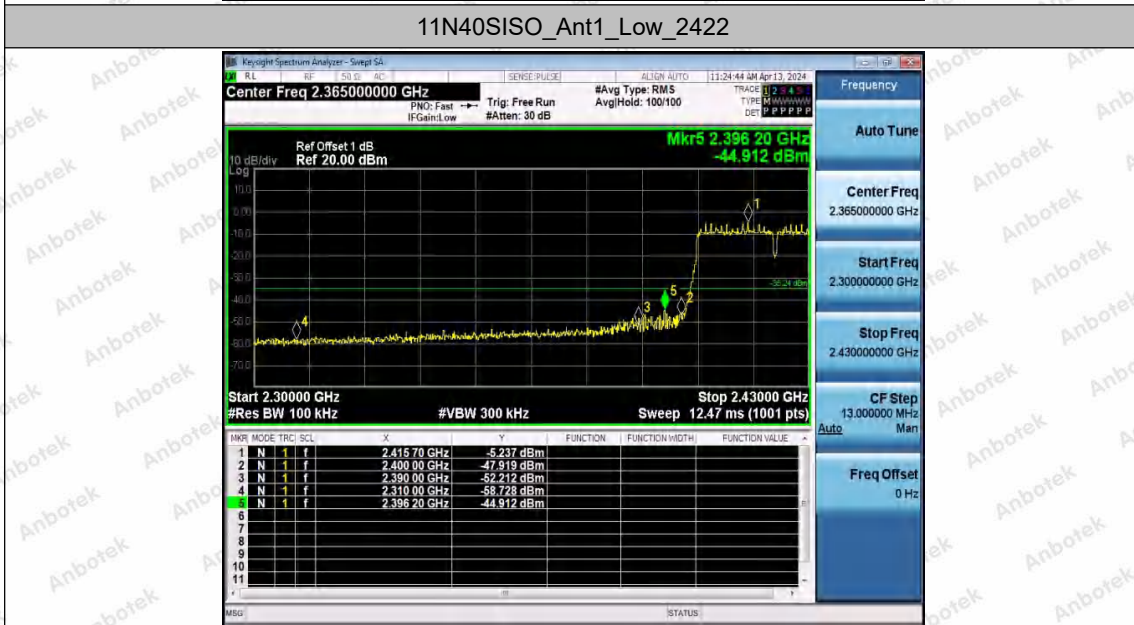 11N40SISO_Ant1_Low_2422
Keysight Spectrum Analyzer - Swept SA
RL RF 50 Ω AC SENSE:PULSE ALIGN AUTO 11:24:44 AM Apr 13, 2024
Center Freq 2.365000000 GHz
PNO: Fast
IFGain:Low
Trig: Free Run
#Atten: 30 dB
#Avg Type: RMS
Avg|Hold: 100/100
TRACE 1 2 3 4 5 6
TYPE M WWWWW
DET P P P P P P
Frequency
Auto Tune
Center Freq
2.365000000 GHz
Start Freq
2.300000000 GHz
Stop Freq
2.430000000 GHz
CF Step
13.000000 MHz
Auto Man
Freq Offset
0 Hz
Mkr5 2.396 20 GHz
-44.912 dBm
Ref Offset 1 dB
10 dB/div Ref 20.00 dBm
Log
10.0
0.00
-10.0
-20.0
-30.0
-40.0
-50.0
-60.0
-70.0
1
2
3
4
5
Start 2.30000 GHz Stop 2.43000 GHz
#Res BW 100 kHz #VBW 300 kHz Sweep 12.47 ms (1001 pts)
MKR MODE TRC SCL X Y FUNCTION FUNCTION WIDTH FUNCTION VALUE
1 N 1 f 2.415 70 GHz -5.237 dBm
2 N 1 f 2.400 00 GHz -47.919 dBm
3 N 1 f 2.390 00 GHz -52.212 dBm
4 N 1 f 2.310 00 GHz -58.728 dBm
5 N 1 f 2.396 20 GHz -44.912 dBm
6
7
8
9
10
11
MSG STATUS
Anbotek